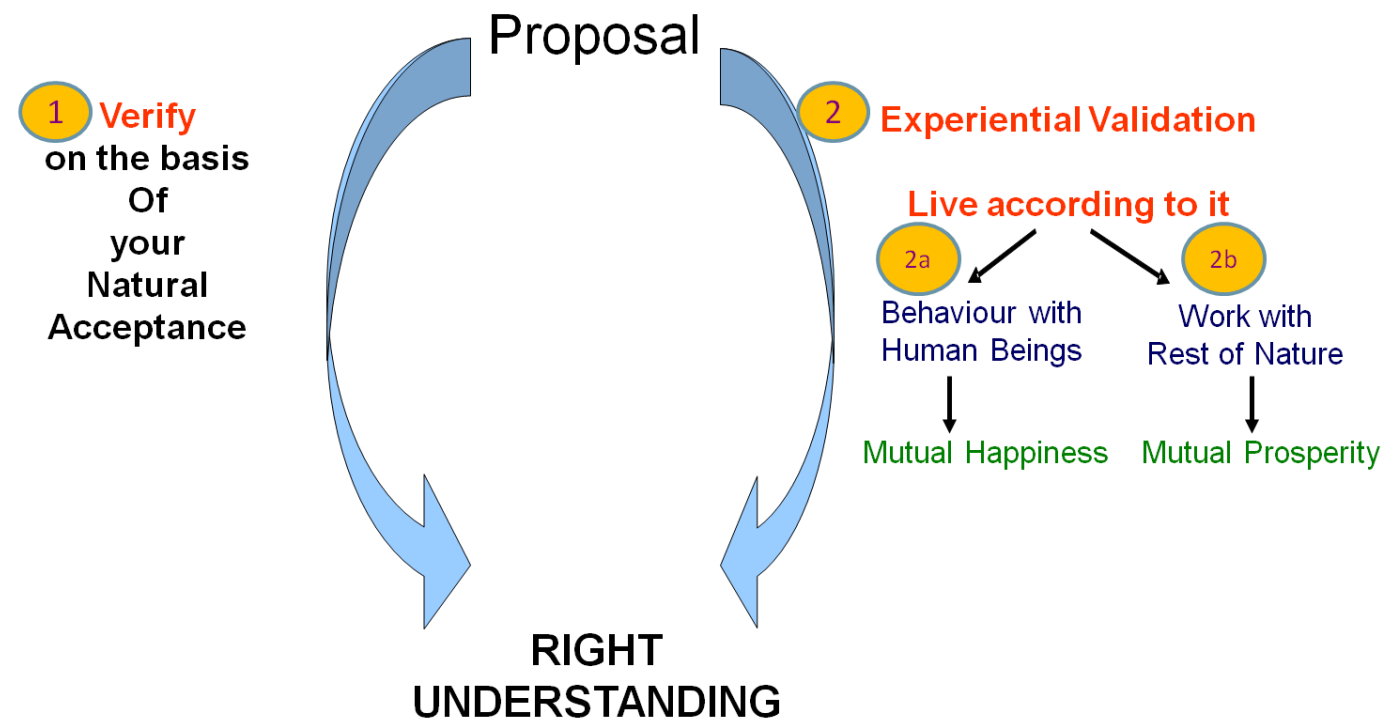 Proposal
1 Verify
on the basis
Of
your
Natural
Acceptance
2 Experiential Validation
Live according to it
2a
Behaviour with
Human Beings
Mutual Happiness
2b
Work with
Rest of Nature
Mutual Prosperity
RIGHT
UNDERSTANDING